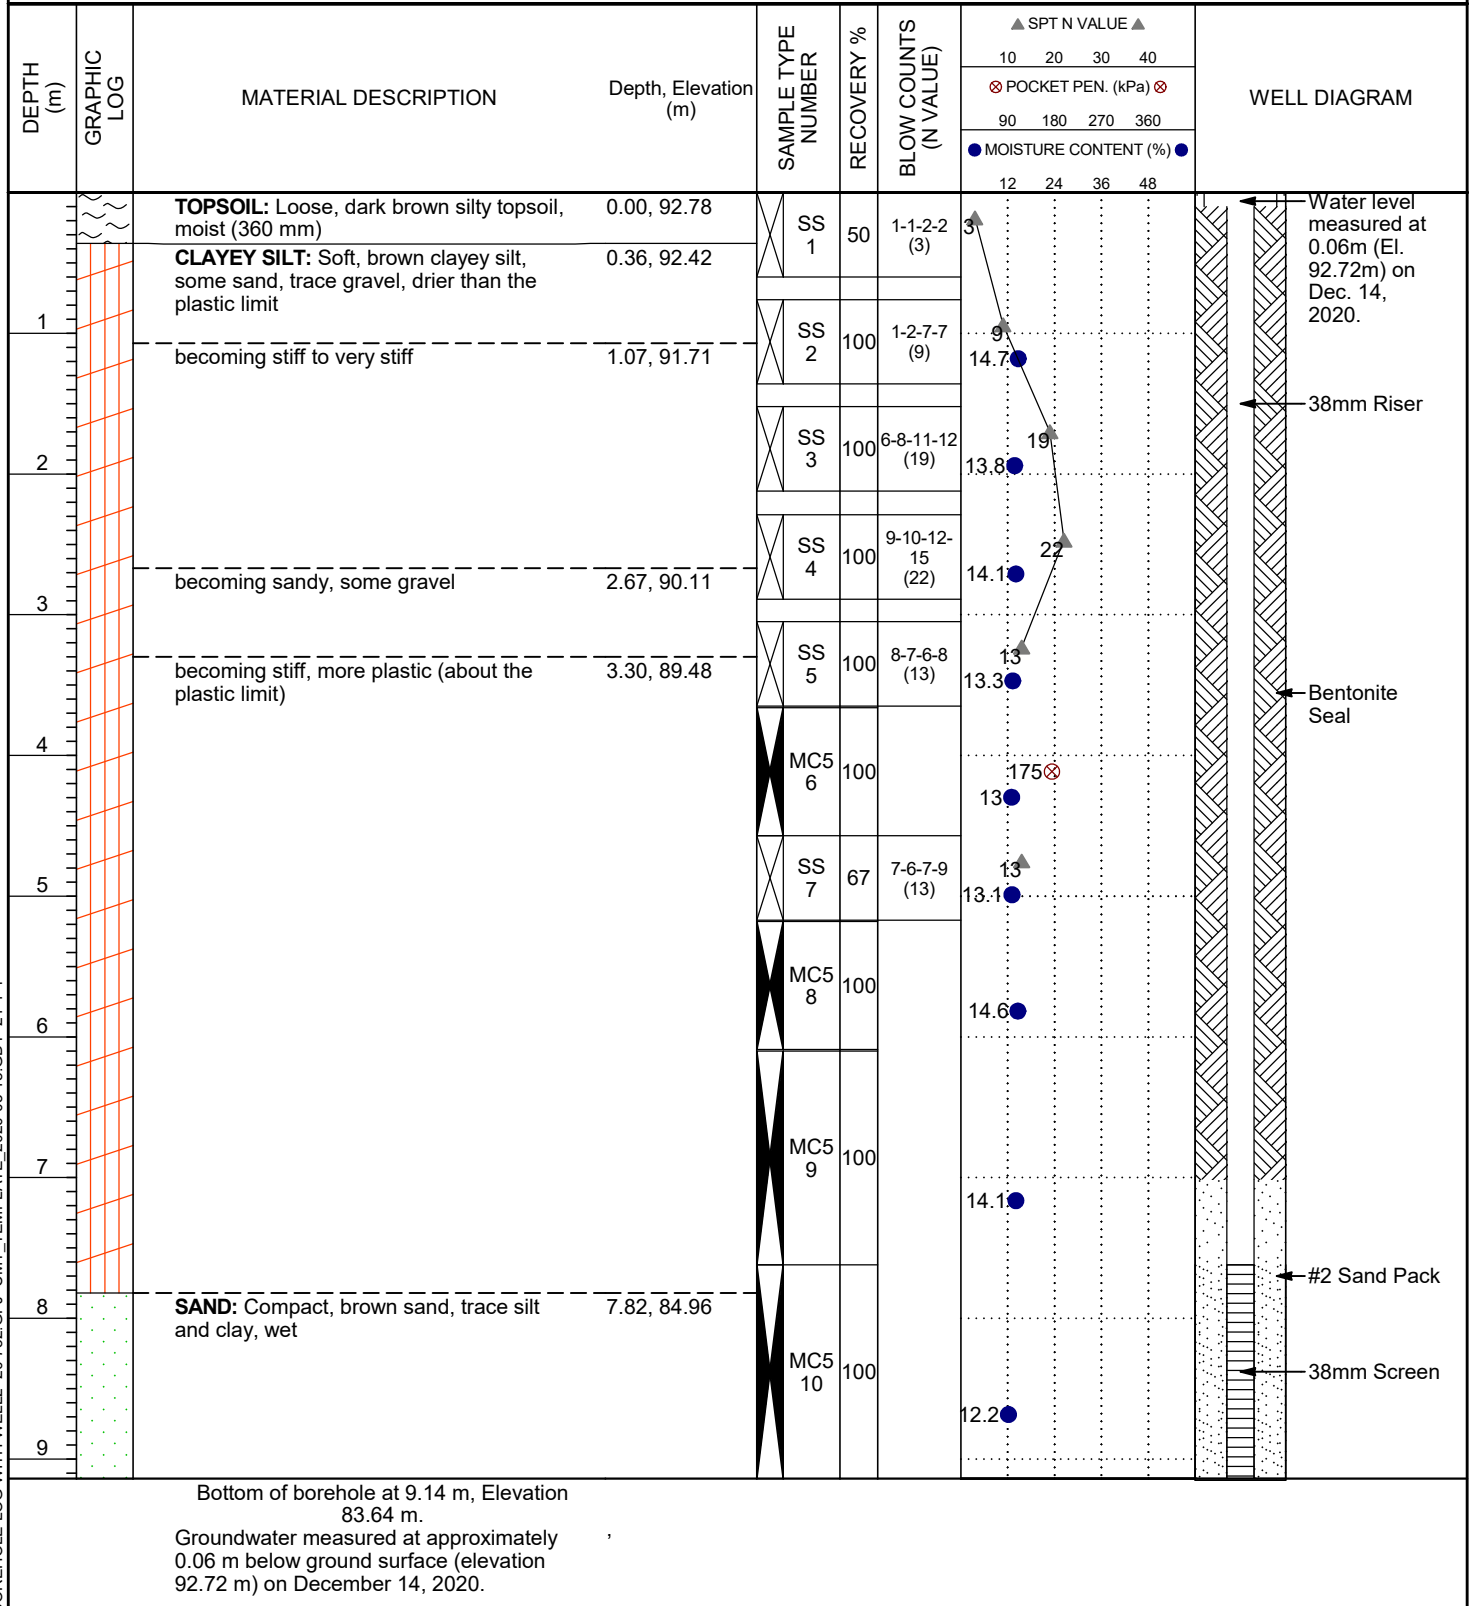 DEPTH
(m)
GRAPHIC
LOG
MATERIAL DESCRIPTION
Depth, Elevation
(m)
SAMPLE TYPE
NUMBER
RECOVERY %
BLOW COUNTS
(N VALUE)
SPT N VALUE
10 20 30 40
POCKET PEN. (kPa)
90 180 270 360
MOISTURE CONTENT (%)
12 24 36 48
WELL DIAGRAM
TOPSOIL: Loose, dark brown silty topsoil,
moist (360 mm)
0.00, 92.78
SS
1
50
1-1-2-2
(3)
3
Water level
measured at
0.06m (El.
92.72m) on
Dec. 14,
2020.
CLAYEY SILT: Soft, brown clayey silt,
some sand, trace gravel, drier than the
plastic limit
0.36, 92.42
1
SS
2
100
1-2-7-7
(9)
9
becoming stiff to very stiff
1.07, 91.71
14.7
38mm Riser
SS
3
100
6-8-11-12
(19)
19
2
13.8
SS
4
100
9-10-12-
15
(22)
22
becoming sandy, some gravel
2.67, 90.11
14.1
3
SS
5
100
8-7-6-8
(13)
13
becoming stiff, more plastic (about the
plastic limit)
3.30, 89.48
13.3
Bentonite
Seal
4
MC5
6
100
175
13
SS
7
67
7-6-7-9
(13)
13
5
13.1
MC5
8
100
14.6
6
MC5
9
100
7
14.1
#2 Sand Pack
SAND: Compact, brown sand, trace silt
and clay, wet
7.82, 84.96
8
MC5
10
100
38mm Screen
12.2
9
Bottom of borehole at 9.14 m, Elevation
83.64 m.
Groundwater measured at approximately
0.06 m below ground surface (elevation
92.72 m) on December 14, 2020.
,